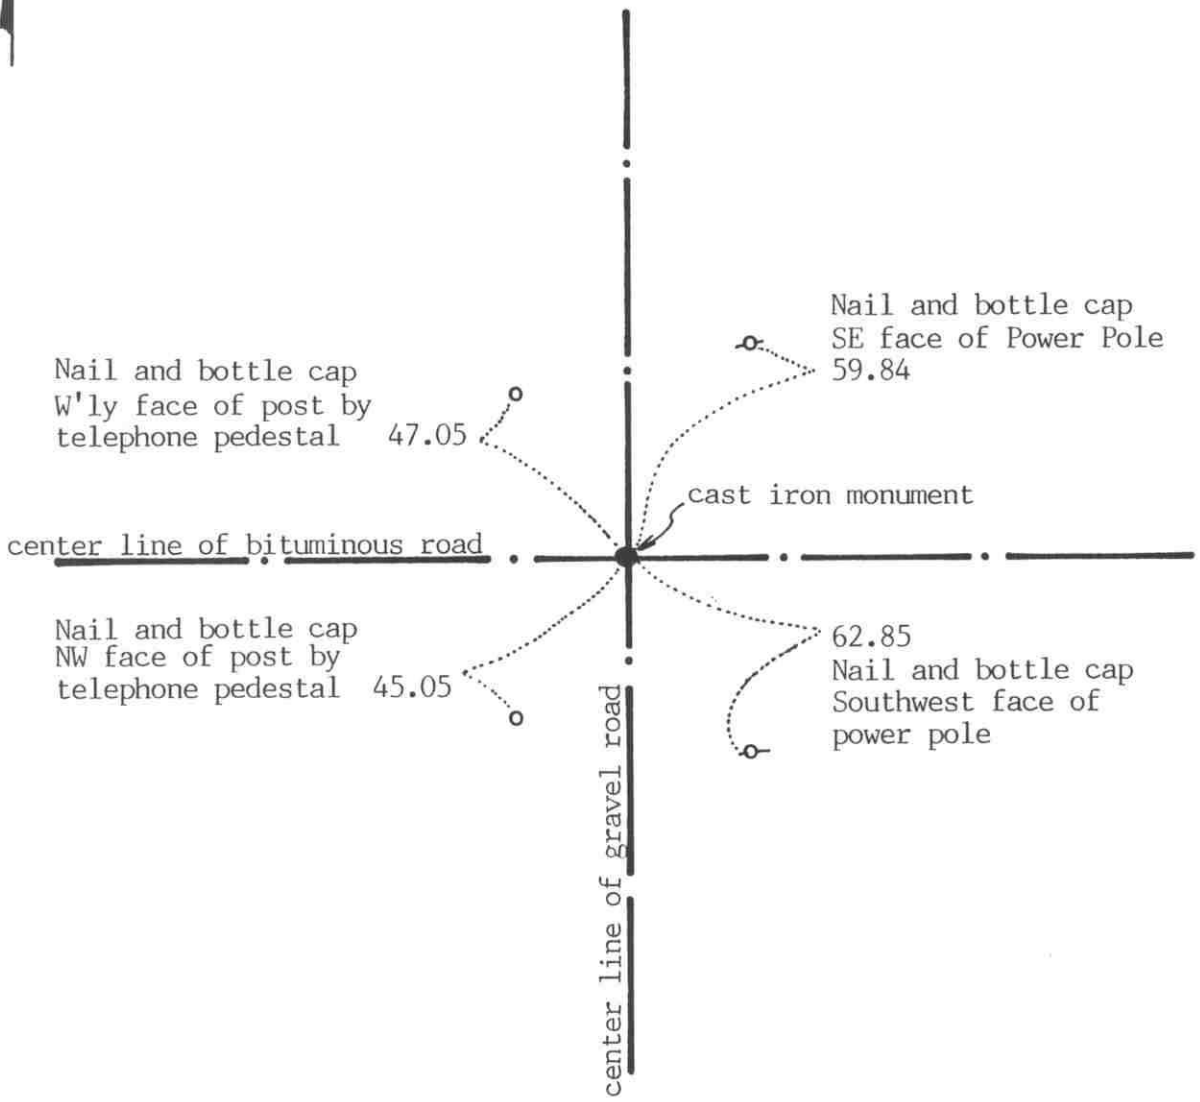 Nail and bottle cap
SE face of Power Pole
59.84
Nail and bottle cap
W'ly face of post by
telephone pedestal 47.05
cast iron monument
center line of bituminous road
Nail and bottle cap
NW face of post by
telephone pedestal 45.05
62.85
Nail and bottle cap
Southwest face of
power pole
center line of gravel road